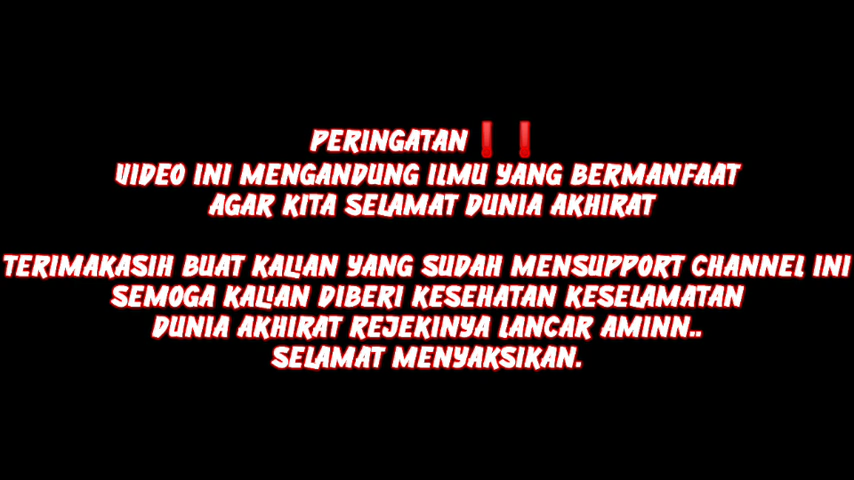 PERINGATAN❗❗
VIDEO INI MENGANDUNG ILMU YANG BERMANFAAT
AGAR KITA SELAMAT DUNIA AKHIRAT
TERIMAKASIH BUAT KALIAN YANG SUDAH MENSUPPORT CHANNEL INI
SEMOGA KALIAN DIBERI KESEHATAN KESELAMATAN
DUNIA AKHIRAT REJEKINYA LANCAR AMINN..
SELAMAT MENYAKSIKAN.